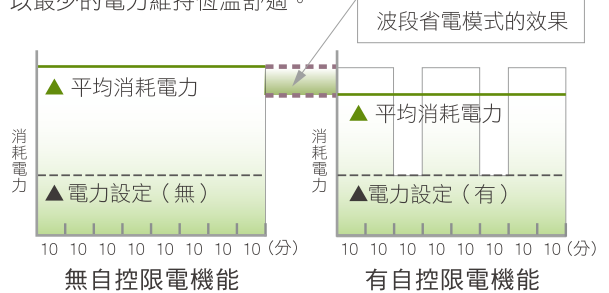 以最少的電力維持恆溫舒適。
波段省電模式的效果
▲ 平均消耗電力
▲ 平均消耗電力
消耗電力
消耗電力
▲電力設定（無）
▲電力設定（有）
10 10 10 10 10 10 10 10（分）
10 10 10 10 10 10 10 10（分）
無自控限電機能
有自控限電機能